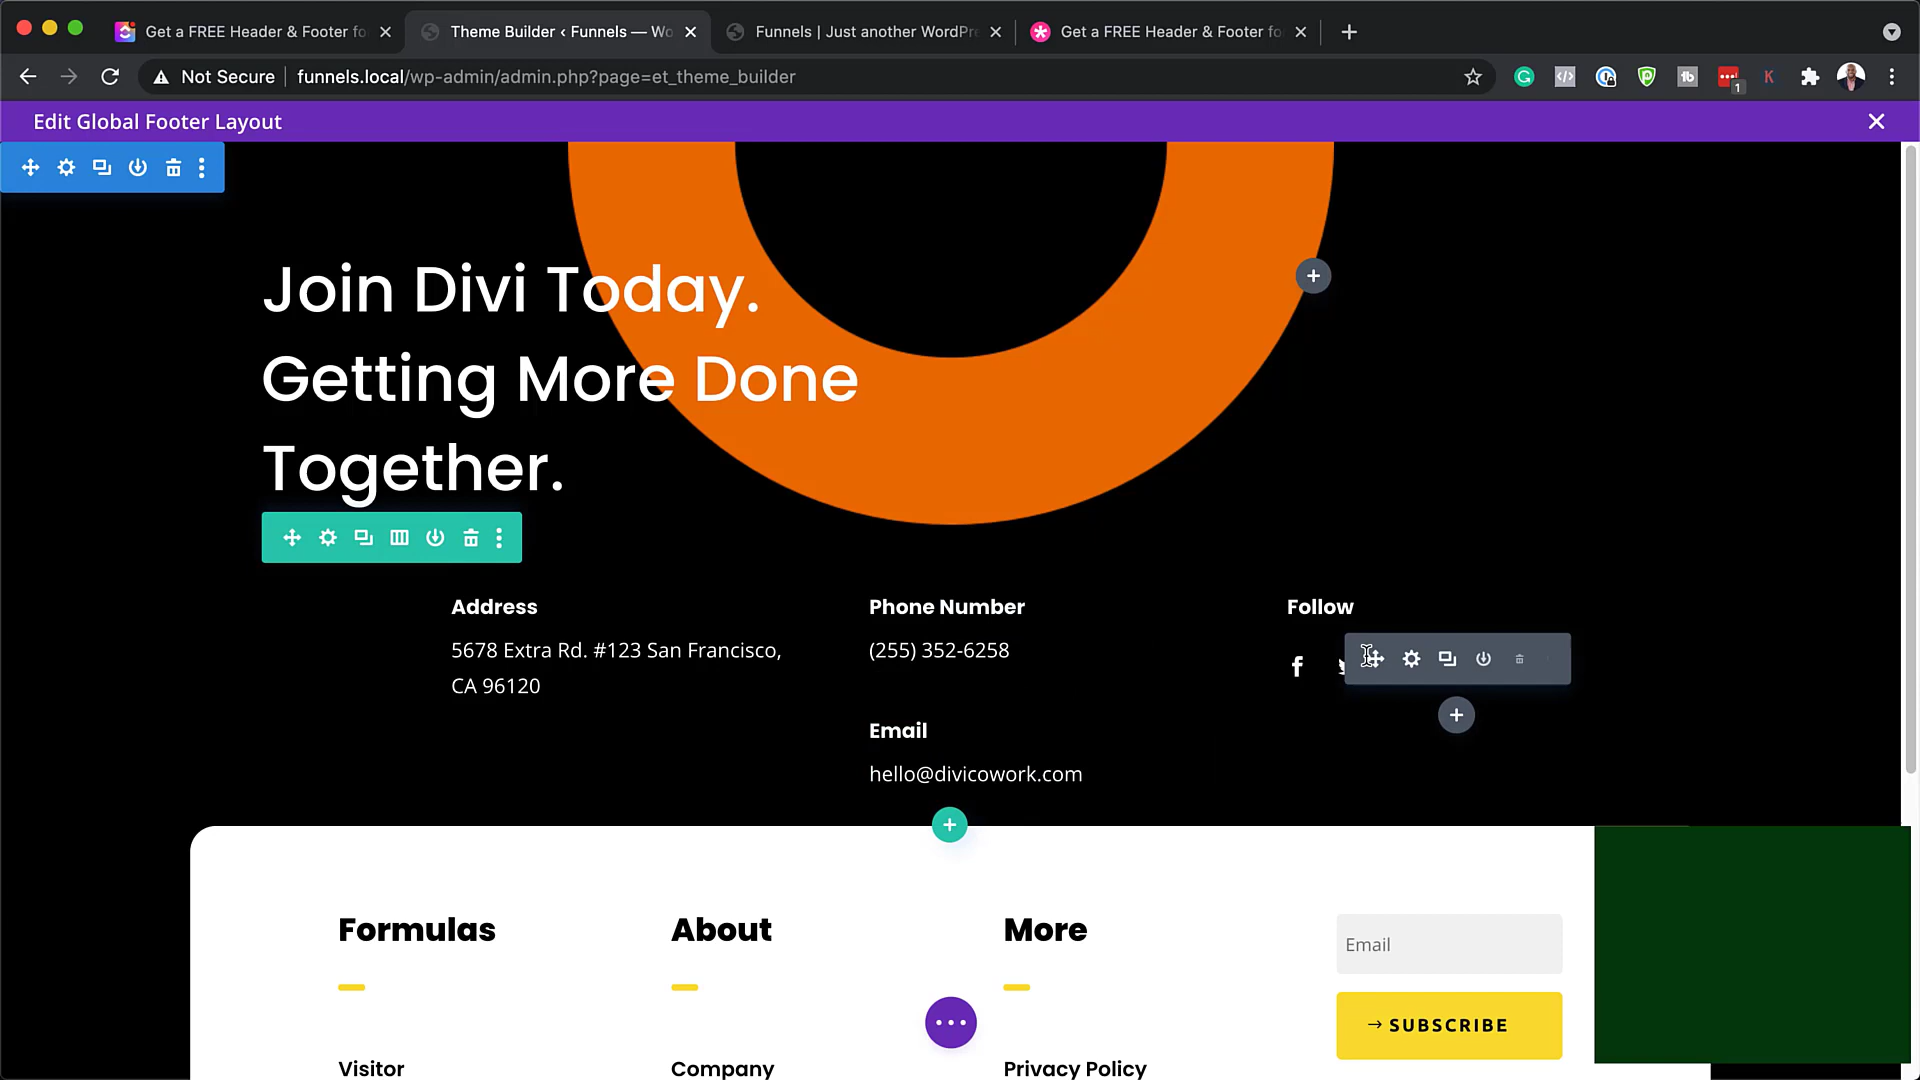 Get a FREE Header & Footer fo
Theme Builder ‹ Funnels — Wo
Funnels | Just another WordPre
Get a FREE Header & Footer fo
Not Secure
funnels.local/wp-admin/admin.php?page=et_theme_builder
1
Edit Global Footer Layout
Join Divi Today.
Getting More Done
Together.
Address
5678 Extra Rd. #123 San Francisco,
CA 96120
Phone Number
(255) 352-6258
Email
hello@divicowork.com
Follow
Formulas
About
More
Email
→ SUBSCRIBE
Visitor
Company
Privacy Policy